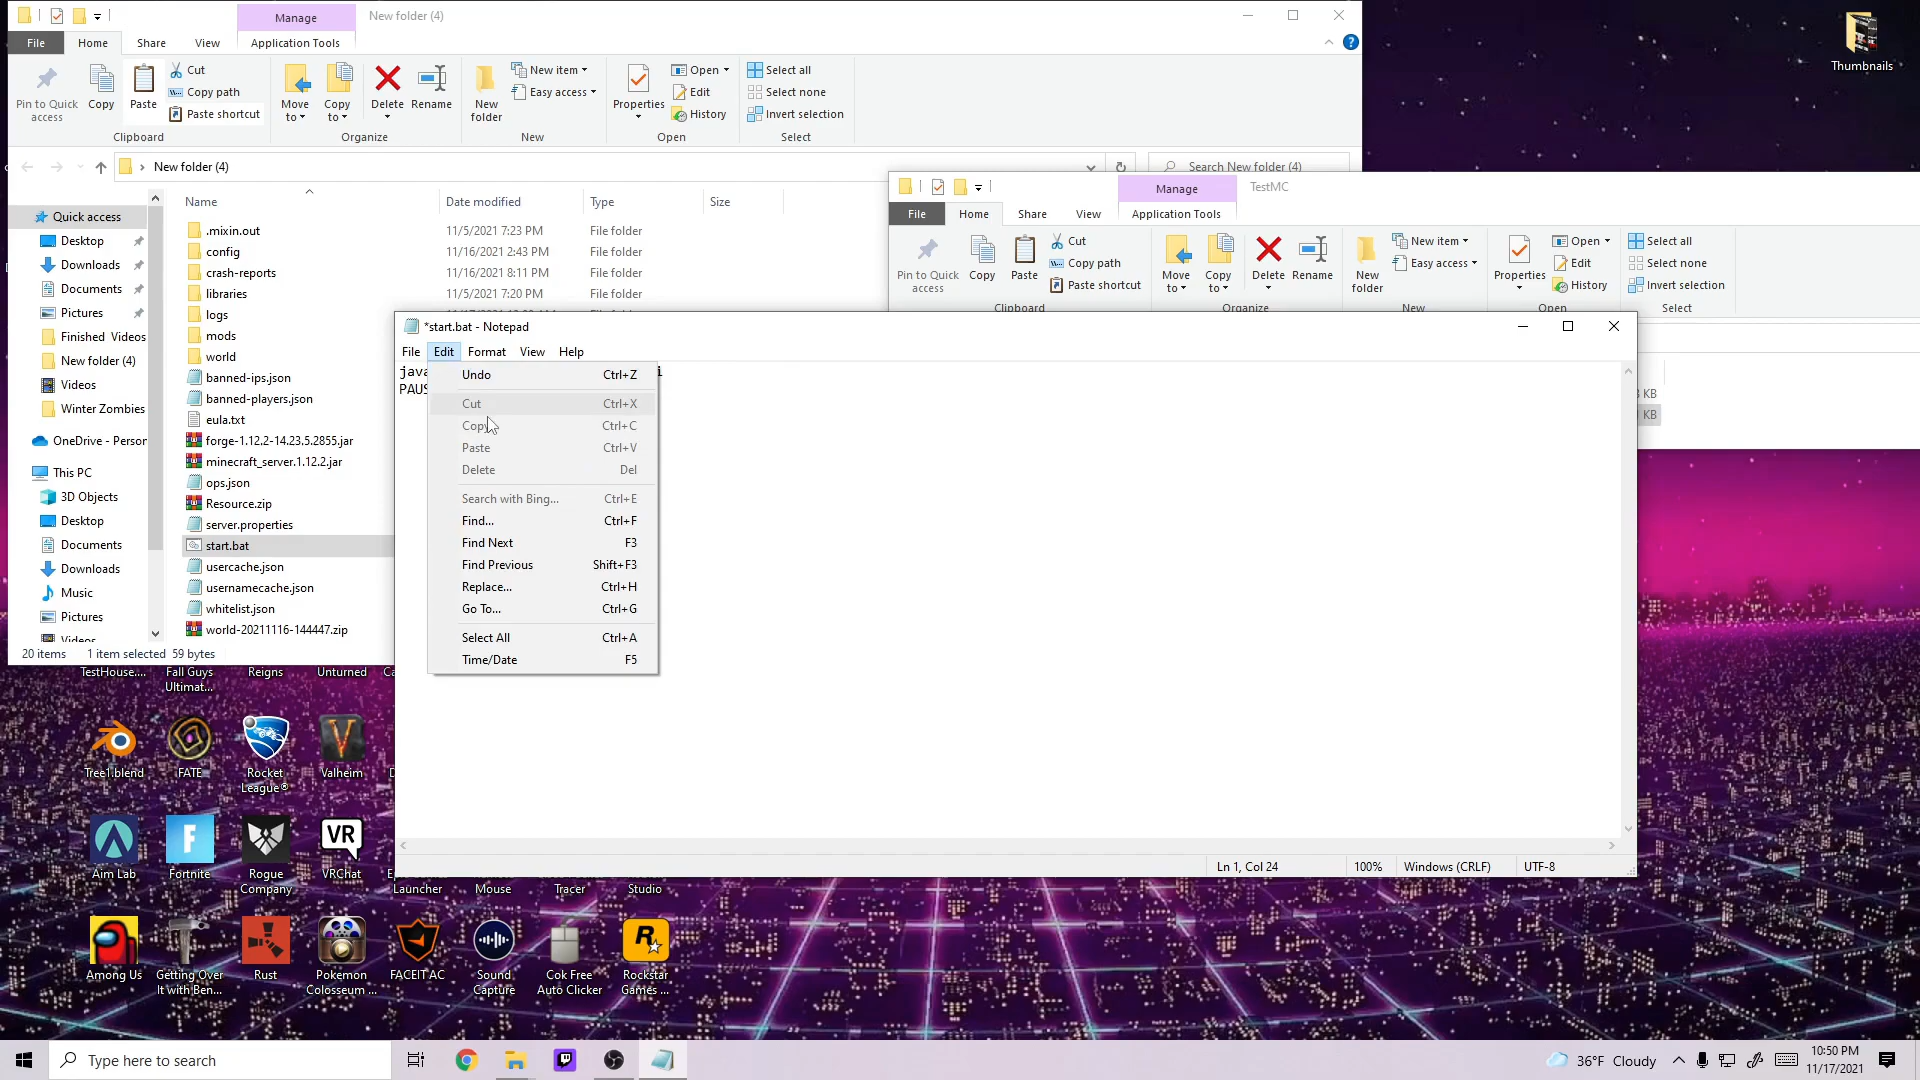 Manage
New folder (4)
File
Home
Share
View
Application Tools
Pin to Quick access
Copy
Paste
Cut
Copy path
Paste shortcut
Move to
Copy to
Delete
Rename
New folder
New item
Easy access
Properties
Open
Edit
History
Select all
Select none
Invert selection
Clipboard
Organize
New
Open
Select
New folder (4)
Search New folder (4)
Quick access
Desktop
Downloads
Documents
Pictures
Finished Videos
New folder (4)
Videos
Winter Zombies
OneDrive - Person
This PC
3D Objects
Desktop
Documents
Downloads
Music
Pictures
Videos
Name
Date modified
Type
Size
.mixin.out
11/5/2021 7:23 PM
File folder
config
11/16/2021 2:43 PM
File folder
crash-reports
11/16/2021 8:11 PM
File folder
libraries
11/5/2021 7:20 PM
File folder
logs
mods
world
banned-ips.json
banned-players.json
eula.txt
forge-1.12.2-14.23.5.2855.jar
minecraft_server.1.12.2.jar
ops.json
Resource.zip
server.properties
start.bat
usercache.json
usernamecache.json
whitelist.json
world-20211116-144447.zip
20 items
1 item selected 59 bytes
Manage
TestMC
File
Home
Share
View
Application Tools
Pin to Quick access
Copy
Paste
Cut
Copy path
Paste shortcut
Move to
Copy to
Delete
Rename
New folder
New item
Easy access
Properties
Open
Edit
History
Select all
Select none
Invert selection
Clipboard
Organize
New
Open
Select
KB
KB
*start.bat - Notepad
File
Edit
Format
View
Help
java
i
PAUS
Undo Ctrl+Z
Cut Ctrl+X
Copy Ctrl+C
Paste Ctrl+V
Delete Del
Search with Bing... Ctrl+E
Find... Ctrl+F
Find Next F3
Find Previous Shift+F3
Replace... Ctrl+H
Go To... Ctrl+G
Select All Ctrl+A
Time/Date F5
Ln 1, Col 24
100%
Windows (CRLF)
UTF-8
Thumbnails
TestHouse....
Fall Guys Ultimat...
Reigns
Unturned
Tree1.blend
FATE
Rocket League®
Valheim
Aim Lab
Fortnite
Rogue Company
VRChat
Launcher
Mouse
Tracer
Studio
Among Us
Getting Over It with Ben...
Rust
Pokemon Colosseum ...
FACEIT AC
Sound Capture
Cok Free Auto Clicker
Rockstar Games ...
Type here to search
36°F Cloudy
10:50 PM
11/17/2021